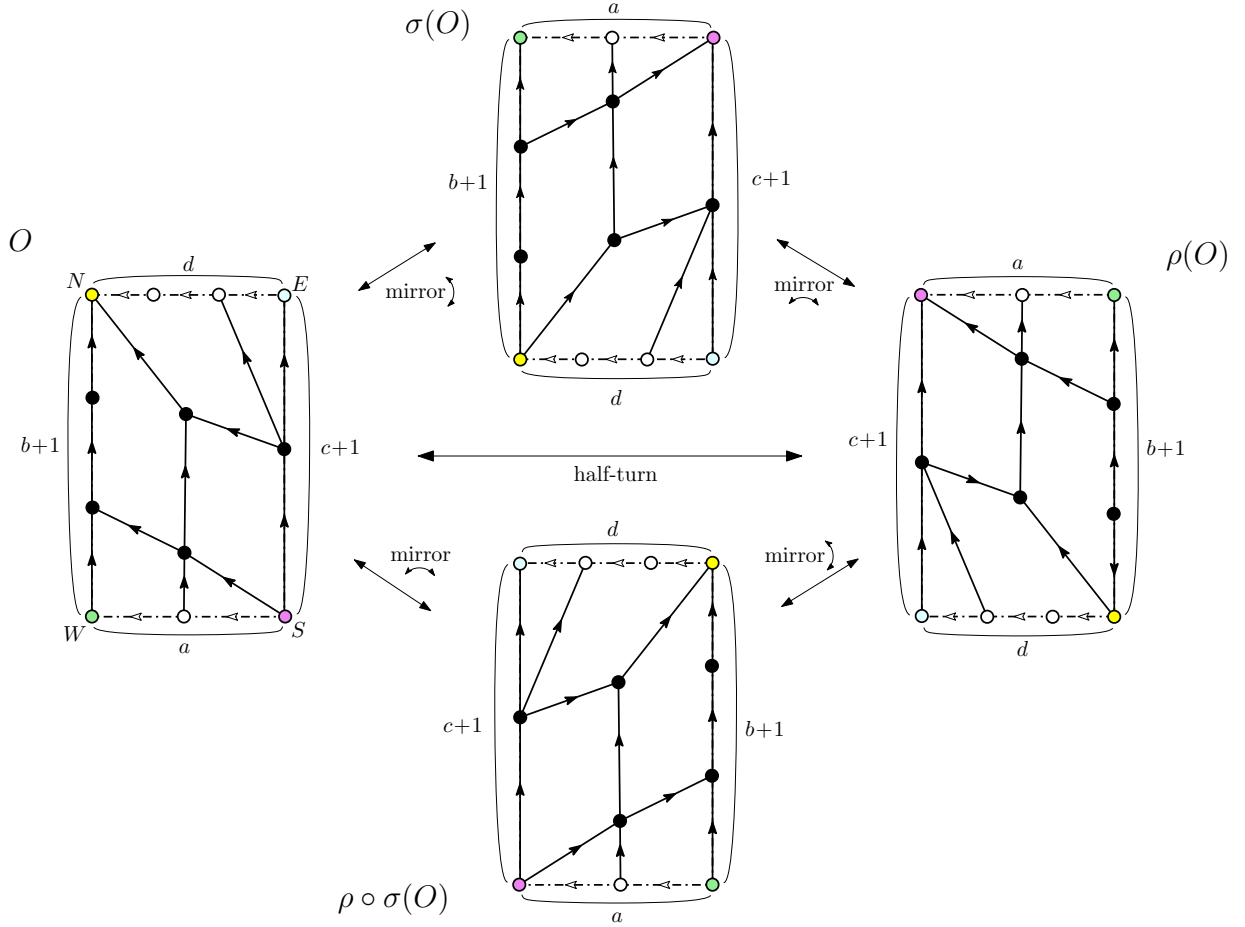 σ(O)
a
b+1
c+1
d
mirror
mirror
O
N
d
E
b+1
c+1
W
a
S
ρ(O)
a
c+1
b+1
d
half-turn
mirror
mirror
d
c+1
b+1
a
ρ ∘ σ(O)